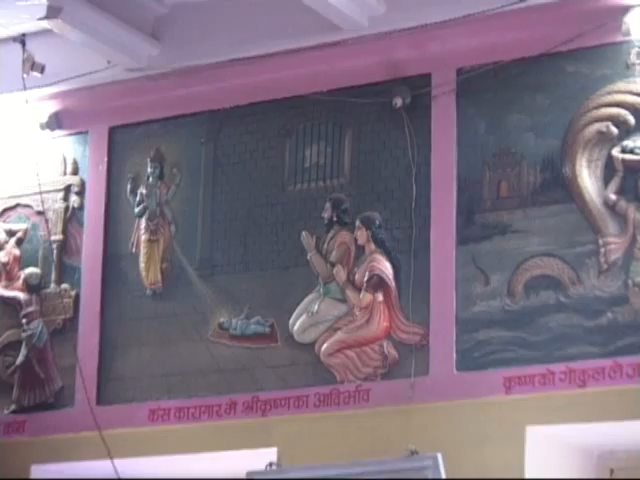 कंस
कंस कारागार मे श्रीकृष्ण का आविर्भाव
कृष्ण को गोकुल ले